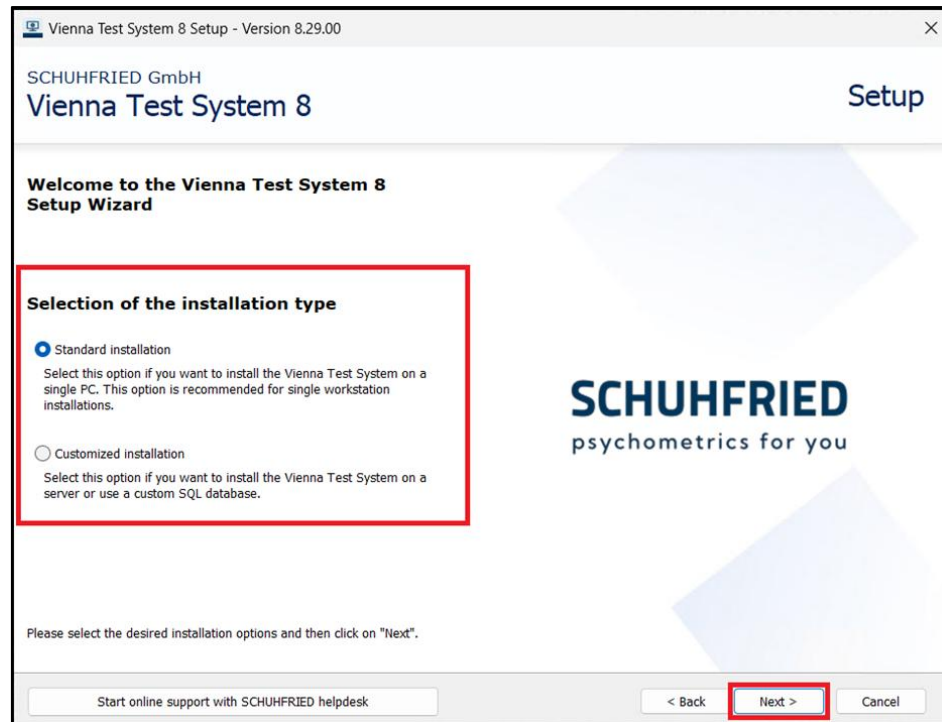 Vienna Test System 8 Setup - Version 8.29.00
SCHUHFRIED GmbH
Vienna Test System 8
Setup
Welcome to the Vienna Test System 8
Setup Wizard
Selection of the installation type
Standard installation
Select this option if you want to install the Vienna Test System on a
single PC. This option is recommended for single workstation
installations.
Customized installation
Select this option if you want to install the Vienna Test System on a
server or use a custom SQL database.
SCHUHFRIED
psychometrics for you
Please select the desired installation options and then click on "Next".
Start online support with SCHUHFRIED helpdesk
< Back
Next >
Cancel